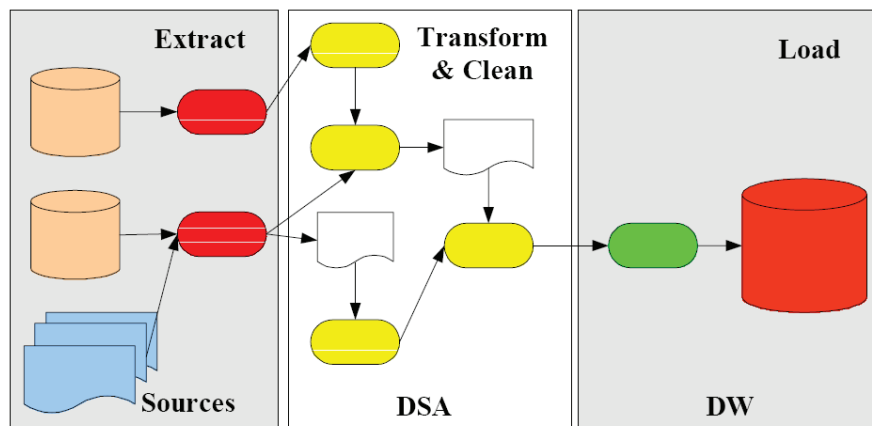 Extract
Transform
& Clean
Load
Sources
DSA
DW